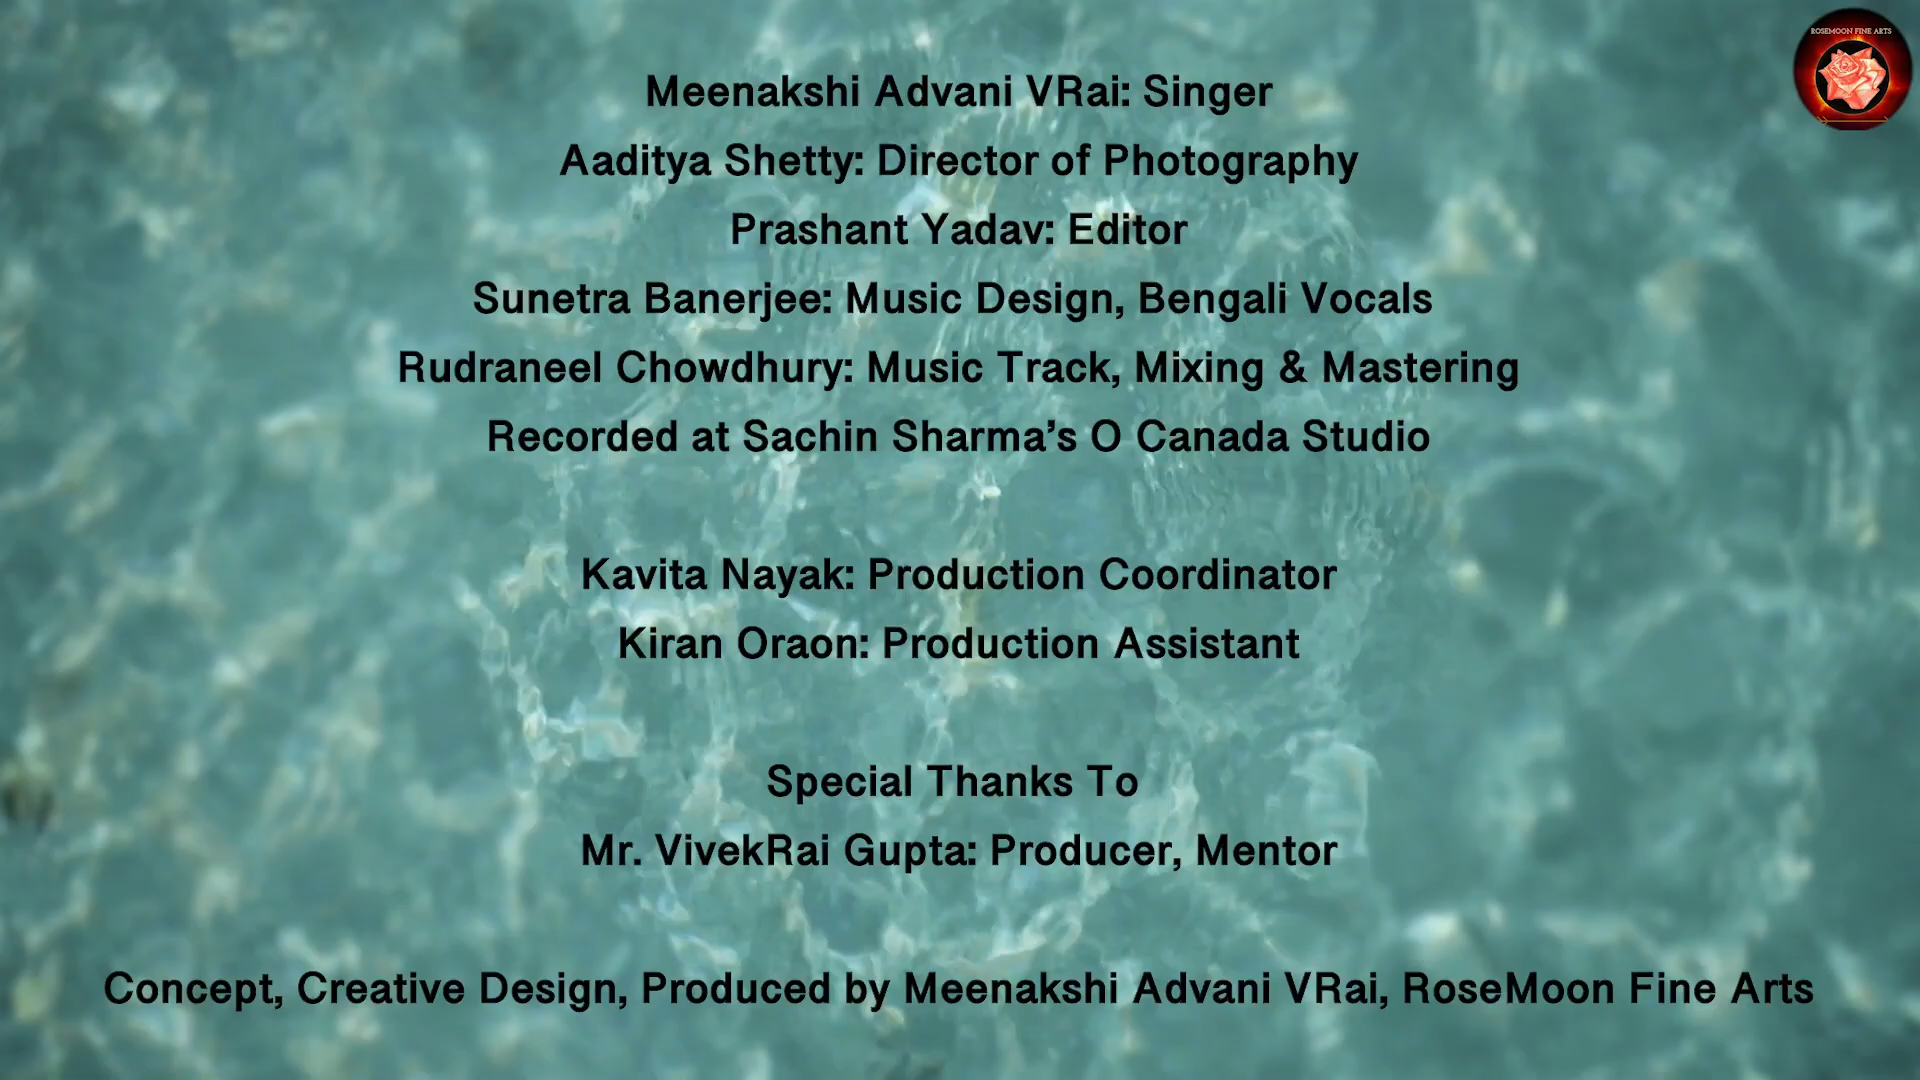 ROSEMOON FINE ARTS
Meenakshi Advani VRai: Singer
Aaditya Shetty: Director of Photography
Prashant Yadav: Editor
Sunetra Banerjee: Music Design, Bengali Vocals
Rudraneel Chowdhury: Music Track, Mixing & Mastering
Recorded at Sachin Sharma’s O Canada Studio
Kavita Nayak: Production Coordinator
Kiran Oraon: Production Assistant
Special Thanks To
Mr. VivekRai Gupta: Producer, Mentor
Concept, Creative Design, Produced by Meenakshi Advani VRai, RoseMoon Fine Arts